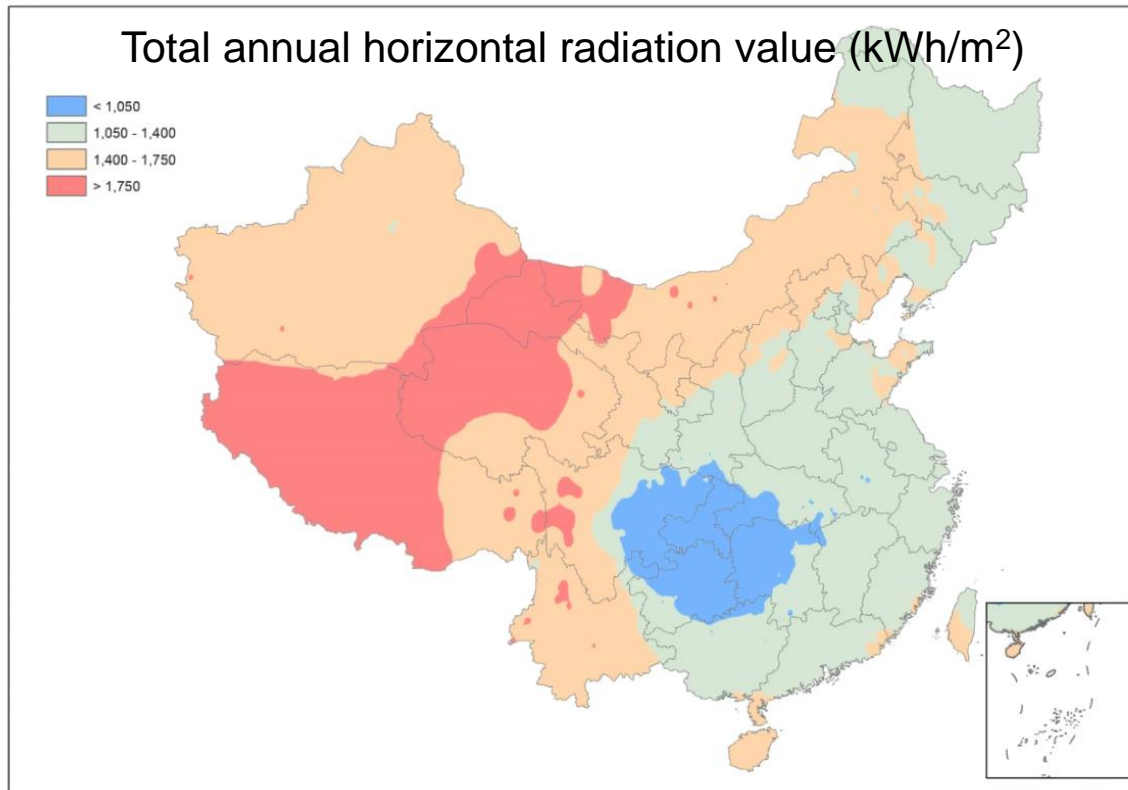 Total annual horizontal radiation value (kWh/m²)
< 1,050
1,050 - 1,400
1,400 - 1,750
> 1,750